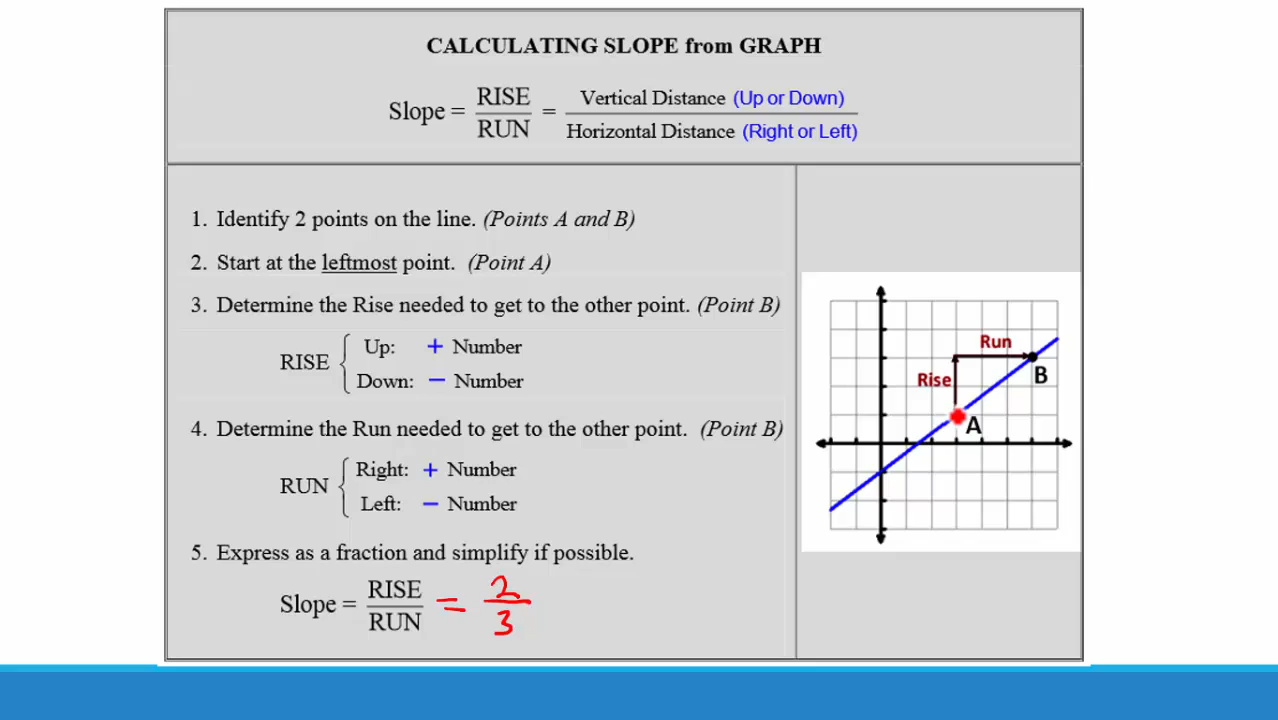 CALCULATING SLOPE from GRAPH
Slope = RISE / RUN = Vertical Distance (Up or Down) / Horizontal Distance (Right or Left)
1. Identify 2 points on the line. (Points A and B)
2. Start at the leftmost point. (Point A)
3. Determine the Rise needed to get to the other point. (Point B)
RISE { Up: + Number
Down: − Number
4. Determine the Run needed to get to the other point. (Point B)
RUN { Right: + Number
Left: − Number
5. Express as a fraction and simplify if possible.
Slope = RISE / RUN = 2 / 3
Run
Rise
B
A